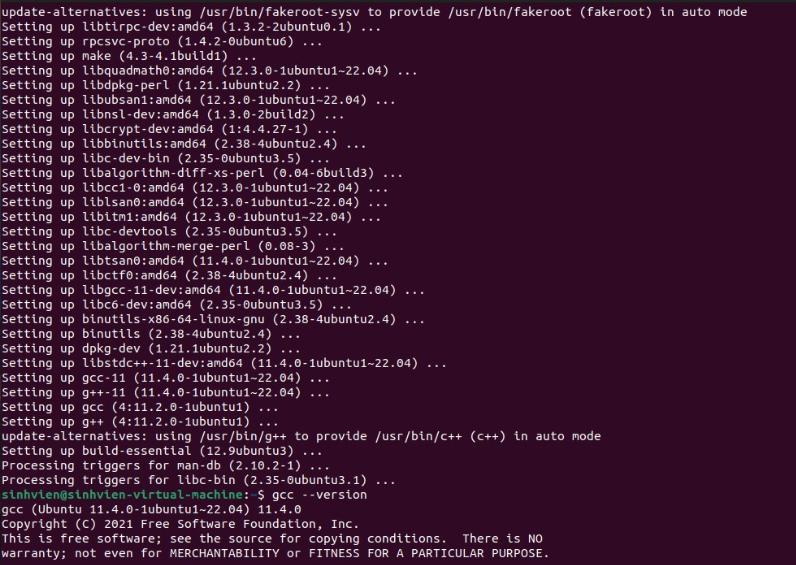 update-alternatives: using /usr/bin/fakeroot-sysv to provide /usr/bin/fakeroot (fakeroot) in auto mode
Setting up libtirpc-dev:amd64 (1.3.2-2ubuntu0.1) ...
Setting up rpcsvc-proto (1.4.2-0ubuntu6) ...
Setting up make (4.3-4.1build1) ...
Setting up libquadmath0:amd64 (12.3.0-1ubuntu1~22.04) ...
Setting up libdpkg-perl (1.21.1ubuntu2.2) ...
Setting up libubsan1:amd64 (12.3.0-1ubuntu1~22.04) ...
Setting up libnsl-dev:amd64 (1.3.0-2build2) ...
Setting up libcrypt-dev:amd64 (1:4.4.27-1) ...
Setting up libbinutils:amd64 (2.38-4ubuntu2.4) ...
Setting up libc-dev-bin (2.35-0ubuntu3.5) ...
Setting up libalgorithm-diff-xs-perl (0.04-6build3) ...
Setting up libcc1-0:amd64 (12.3.0-1ubuntu1~22.04) ...
Setting up liblsan0:amd64 (12.3.0-1ubuntu1~22.04) ...
Setting up libitm1:amd64 (12.3.0-1ubuntu1~22.04) ...
Setting up libc-devtools (2.35-0ubuntu3.5) ...
Setting up libalgorithm-merge-perl (0.08-3) ...
Setting up libtsan0:amd64 (11.4.0-1ubuntu1~22.04) ...
Setting up libctf0:amd64 (2.38-4ubuntu2.4) ...
Setting up libgcc-11-dev:amd64 (11.4.0-1ubuntu1~22.04) ...
Setting up libc6-dev:amd64 (2.35-0ubuntu3.5) ...
Setting up binutils-x86-64-linux-gnu (2.38-4ubuntu2.4) ...
Setting up binutils (2.38-4ubuntu2.4) ...
Setting up dpkg-dev (1.21.1ubuntu2.2) ...
Setting up libstdc++-11-dev:amd64 (11.4.0-1ubuntu1~22.04) ...
Setting up gcc-11 (11.4.0-1ubuntu1~22.04) ...
Setting up g++-11 (11.4.0-1ubuntu1~22.04) ...
Setting up gcc (4:11.2.0-1ubuntu1) ...
Setting up g++ (4:11.2.0-1ubuntu1) ...
update-alternatives: using /usr/bin/g++ to provide /usr/bin/c++ (c++) in auto mode
Setting up build-essential (12.9ubuntu3) ...
Processing triggers for man-db (2.10.2-1) ...
Processing triggers for libc-bin (2.35-0ubuntu3.1) ...
sinhvien@sinhvien-virtual-machine:~$ gcc --version
gcc (Ubuntu 11.4.0-1ubuntu1~22.04) 11.4.0
Copyright (C) 2021 Free Software Foundation, Inc.
This is free software; see the source for copying conditions.  There is NO
warranty; not even for MERCHANTABILITY or FITNESS FOR A PARTICULAR PURPOSE.